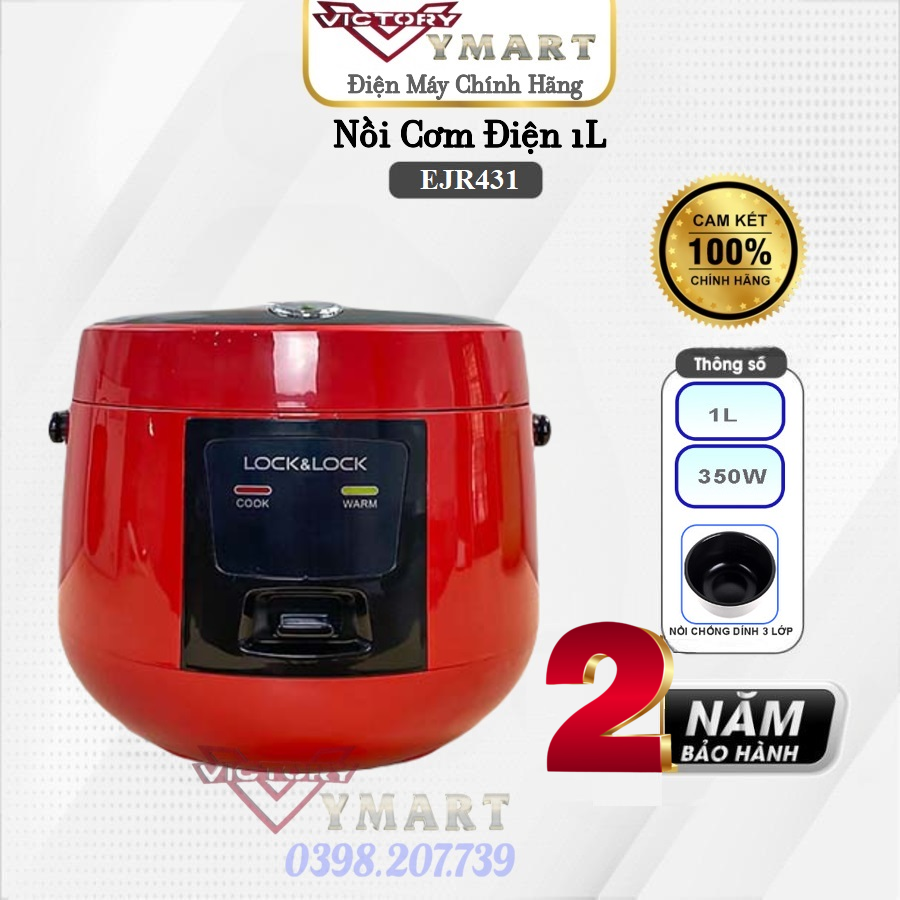 VICTORY
YMART
Điện Máy Chính Hãng
Nồi Cơm Điện 1L
EJR431
CAM KẾT
100%
CHÍNH HÃNG
Thông số
1L
350W
NỒI CHỐNG DÍNH 3 LỚP
LOCK&LOCK
COOK
WARM
2 NĂM
BẢO HÀNH
VICTORY
YMART
0398.207.739